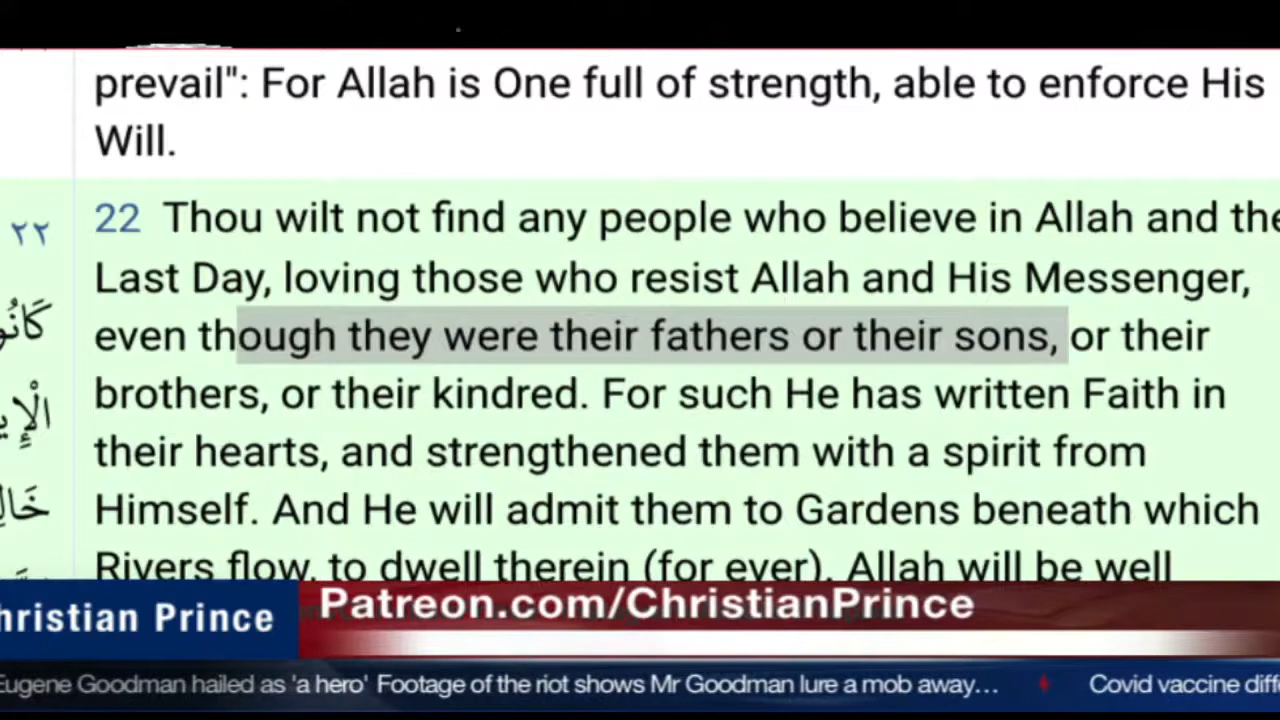 prevail": For Allah is One full of strength, able to enforce His
Will.
٢٢
22 Thou wilt not find any people who believe in Allah and the
Last Day, loving those who resist Allah and His Messenger,
even though they were their fathers or their sons, or their
brothers, or their kindred. For such He has written Faith in
their hearts, and strengthened them with a spirit from
Himself. And He will admit them to Gardens beneath which
Rivers flow, to dwell therein (for ever). Allah will be well
hristian Prince
Patreon.com/ChristianPrince
Eugene Goodman hailed as 'a hero' Footage of the riot shows Mr Goodman lure a mob away... Covid vaccine diff